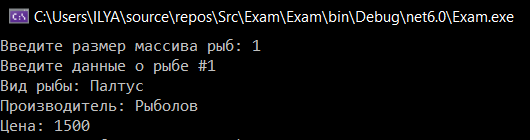 C:\Users\ILYA\source\repos\Src\Exam\Exam\bin\Debug\net6.0\Exam.exe
Введите размер массива рыб: 1
Введите данные о рыбе #1
Вид рыбы: Палтус
Производитель: Рыболов
Цена: 1500